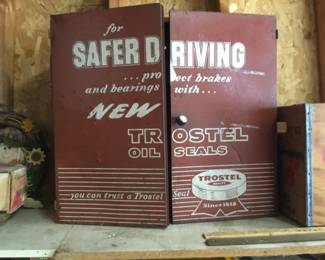 for
SAFER DRIVING
... protect brakes
and bearings with...
NEW
TROSTEL
OIL SEALS
you can trust a Trostel Seal
TROSTEL
Since 1858